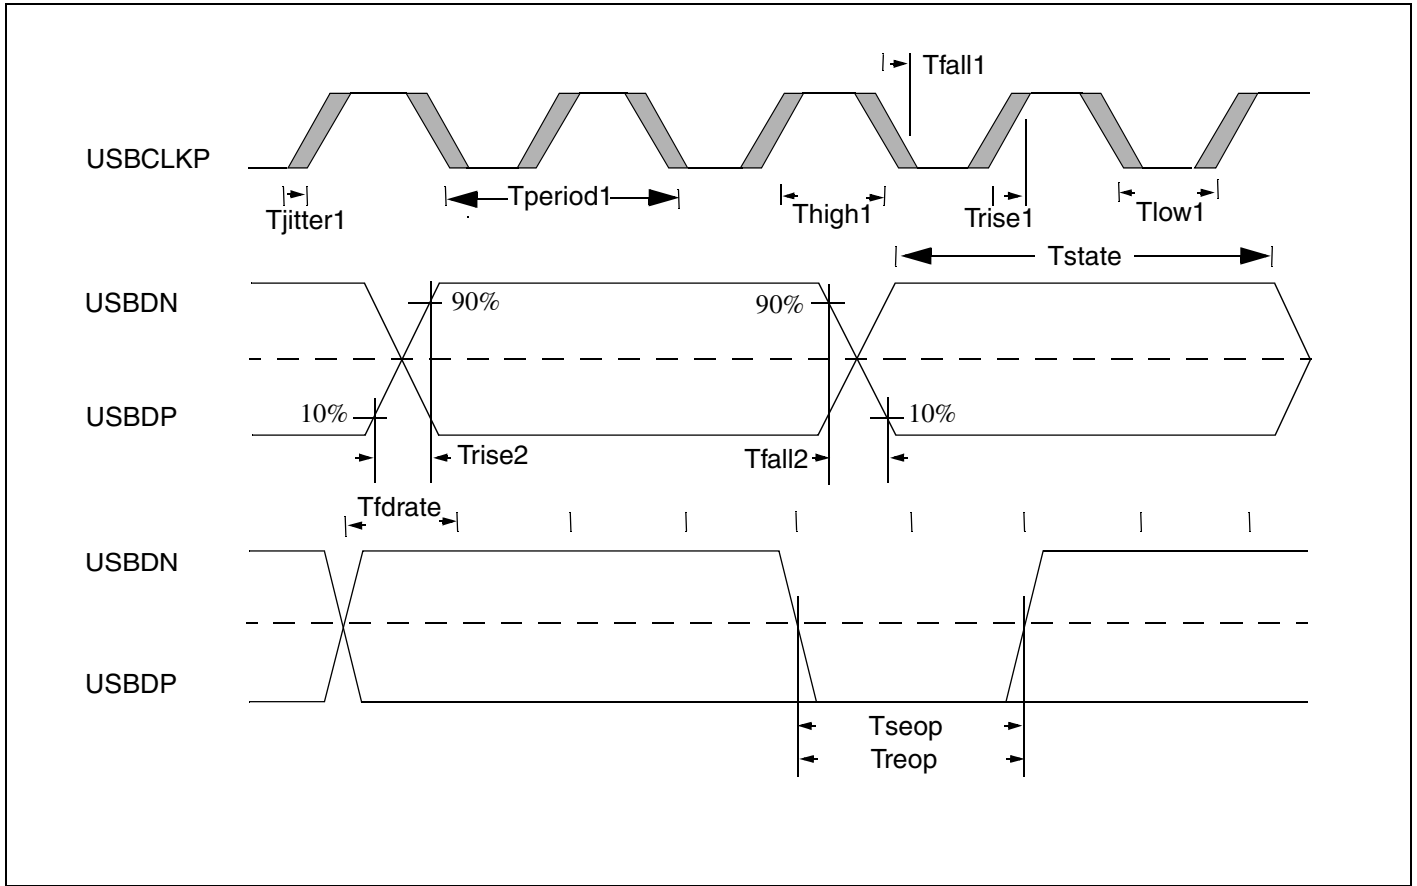 Tfall1
USBCLKP
Tjitter1
Tperiod1
Thigh1
Trise1
Tlow1
Tstate
USBDN
90%
90%
USBDP
10%
10%
Trise2
Tfall2
Tfdrate
USBDN
USBDP
Tseop
Treop